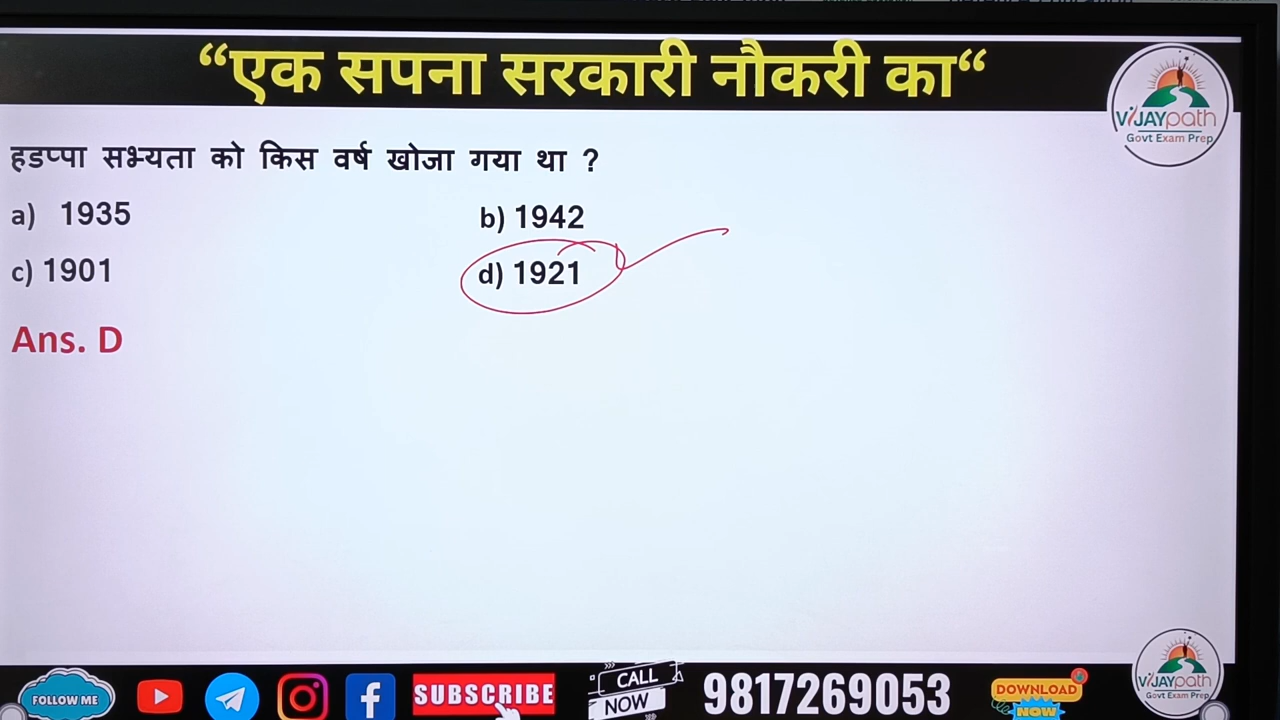 “एक सपना सरकारी नौकरी का“
VIJAYpath
Govt Exam Prep
हडप्पा सभ्यता को किस वर्ष खोजा गया था ?
a) 1935
b) 1942
c) 1901
d) 1921
Ans. D
VIJAYpath
Govt Exam Prep
FOLLOW ME
SUBSCRIBE
CALL
NOW
9817269053
DOWNLOAD
NOW